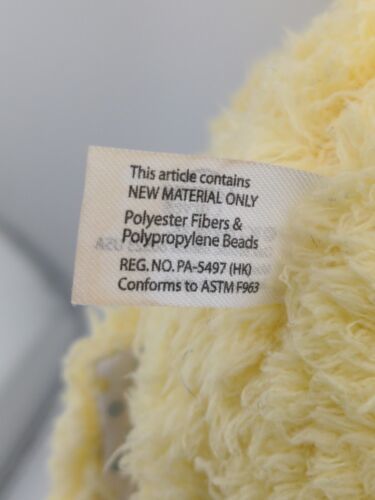 This article contains
NEW MATERIAL ONLY
Polyester Fibers &
Polypropylene Beads
REG. NO. PA-5497 (HK)
Conforms to ASTM F963